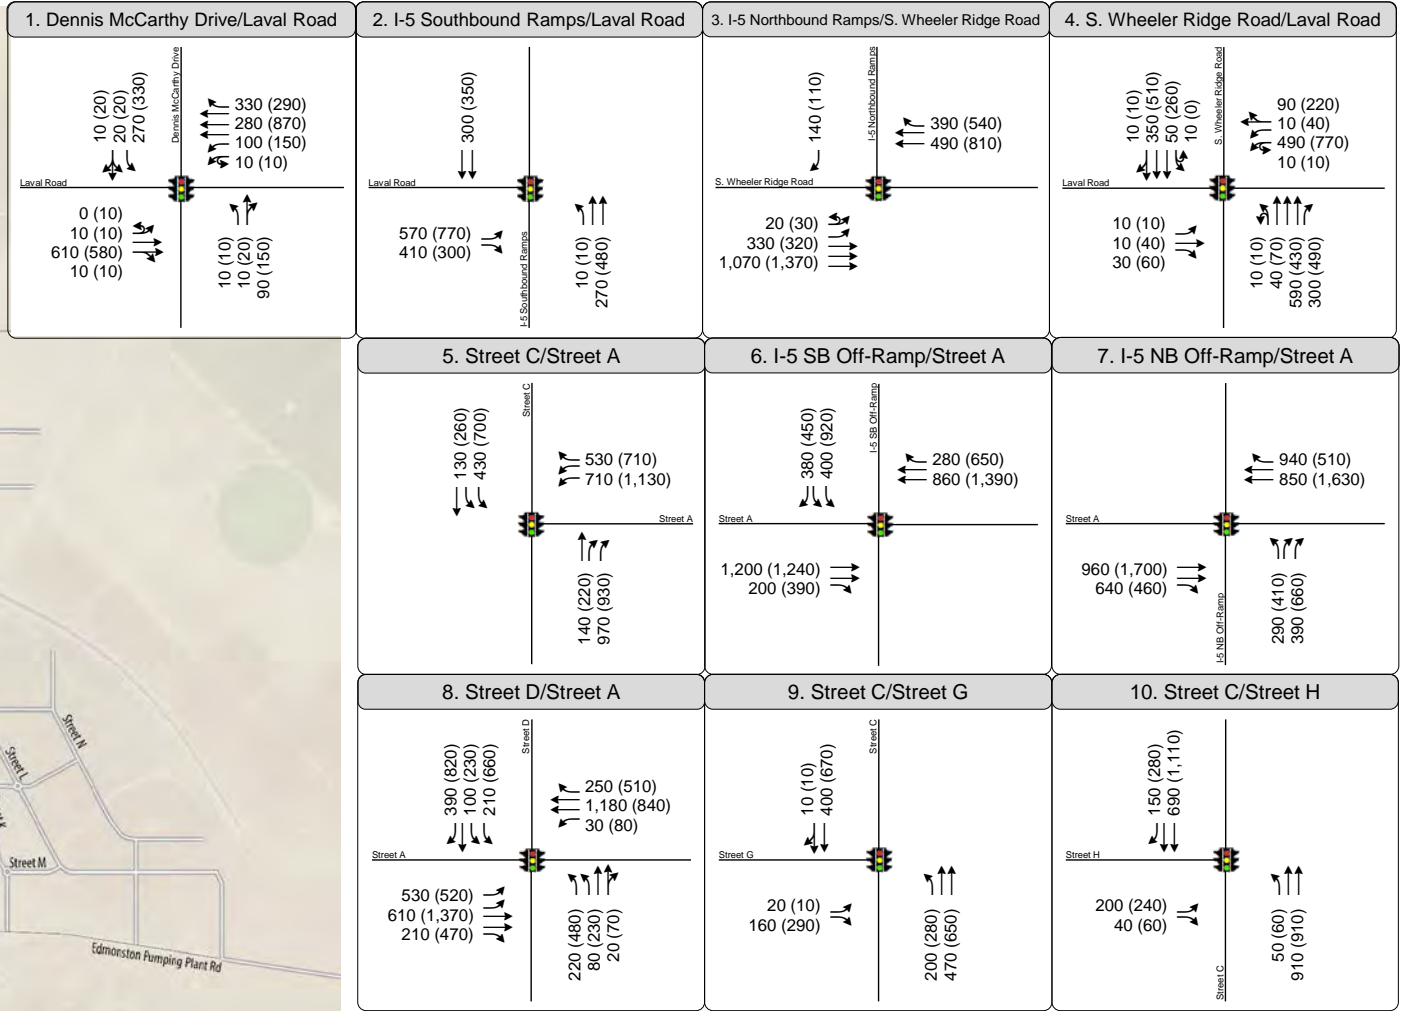 1. Dennis McCarthy Drive/Laval Road
10 (20)
20 (20)
270 (330)
Dennis McCarthy Drive
330 (290)
280 (870)
100 (150)
10 (10)
Laval Road
0 (10)
10 (10)
610 (580)
10 (10)
10 (10)
10 (20)
90 (150)
2. I-5 Southbound Ramps/Laval Road
300 (350)
Laval Road
570 (770)
410 (300)
I-5 Southbound Ramps
10 (10)
270 (480)
3. I-5 Northbound Ramps/S. Wheeler Ridge Road
140 (110)
I-5 Northbound Ramps
390 (540)
490 (810)
S. Wheeler Ridge Road
20 (30)
330 (320)
1,070 (1,370)
4. S. Wheeler Ridge Road/Laval Road
10 (10)
350 (510)
50 (260)
10 (0)
S. Wheeler Ridge Road
90 (220)
10 (40)
490 (770)
10 (10)
Laval Road
10 (10)
10 (40)
30 (60)
10 (10)
40 (70)
590 (430)
300 (490)
5. Street C/Street A
130 (260)
430 (700)
Street C
530 (710)
710 (1,130)
Street A
140 (220)
970 (930)
6. I-5 SB Off-Ramp/Street A
380 (450)
400 (920)
I-5 SB Off-Ramp
280 (650)
860 (1,390)
Street A
1,200 (1,240)
200 (390)
7. I-5 NB Off-Ramp/Street A
940 (510)
850 (1,630)
Street A
960 (1,700)
640 (460)
I-5 NB Off-Ramp
290 (410)
390 (660)
8. Street D/Street A
390 (820)
100 (230)
210 (660)
Street D
250 (510)
1,180 (840)
30 (80)
Street A
530 (520)
610 (1,370)
210 (470)
220 (480)
80 (230)
20 (70)
9. Street C/Street G
10 (10)
400 (670)
Street C
Street G
20 (10)
160 (290)
200 (280)
470 (650)
10. Street C/Street H
150 (280)
690 (1,110)
Street H
200 (240)
40 (60)
Street C
50 (60)
910 (910)
Street N
Street L
Street M
Edmonston Pumping Plant Rd